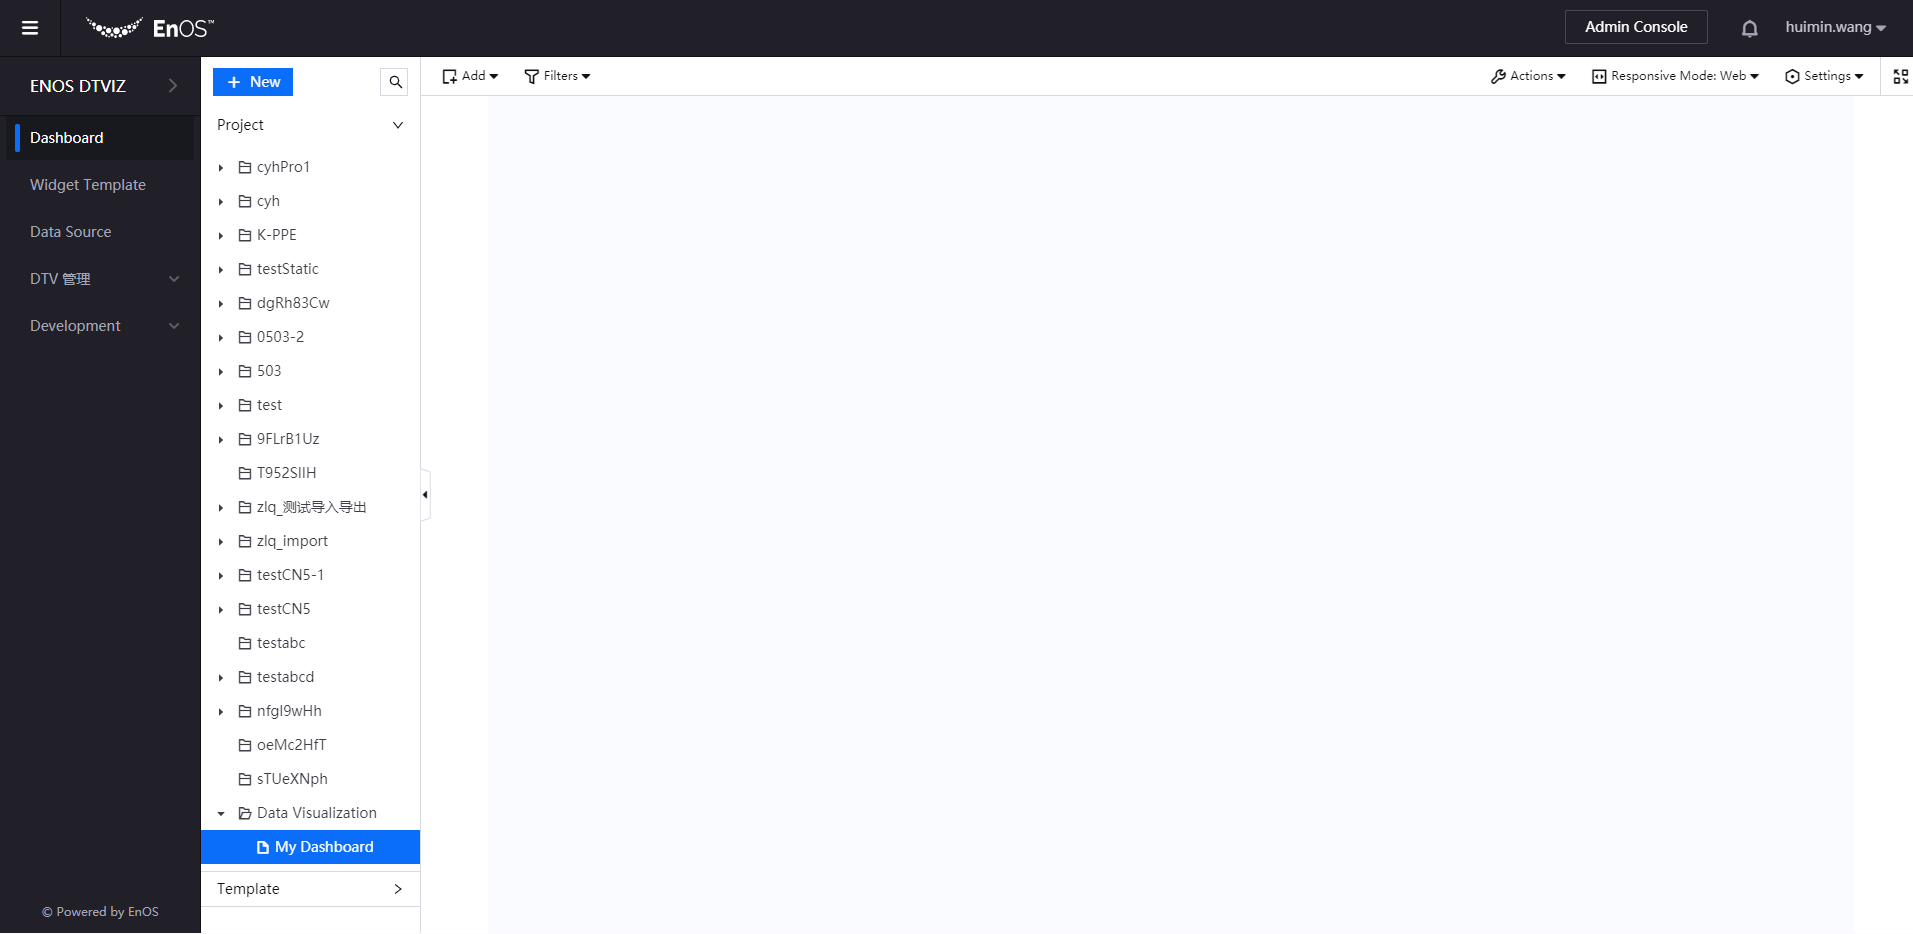 EnOS™
Admin Console
huimin.wang
ENOS DTVIZ
Dashboard
Widget Template
Data Source
DTV 管理
Development
© Powered by EnOS
New
Project
cyhPro1
cyh
K-PPE
testStatic
dgRh83Cw
0503-2
503
test
9FLrB1Uz
T952SIIH
zlq_测试导入导出
zlq_import
testCN5-1
testCN5
testabc
testabcd
nfgI9wHh
oeMc2HfT
sTUeXNph
Data Visualization
My Dashboard
Template
Add
Filters
Actions
Responsive Mode: Web
Settings